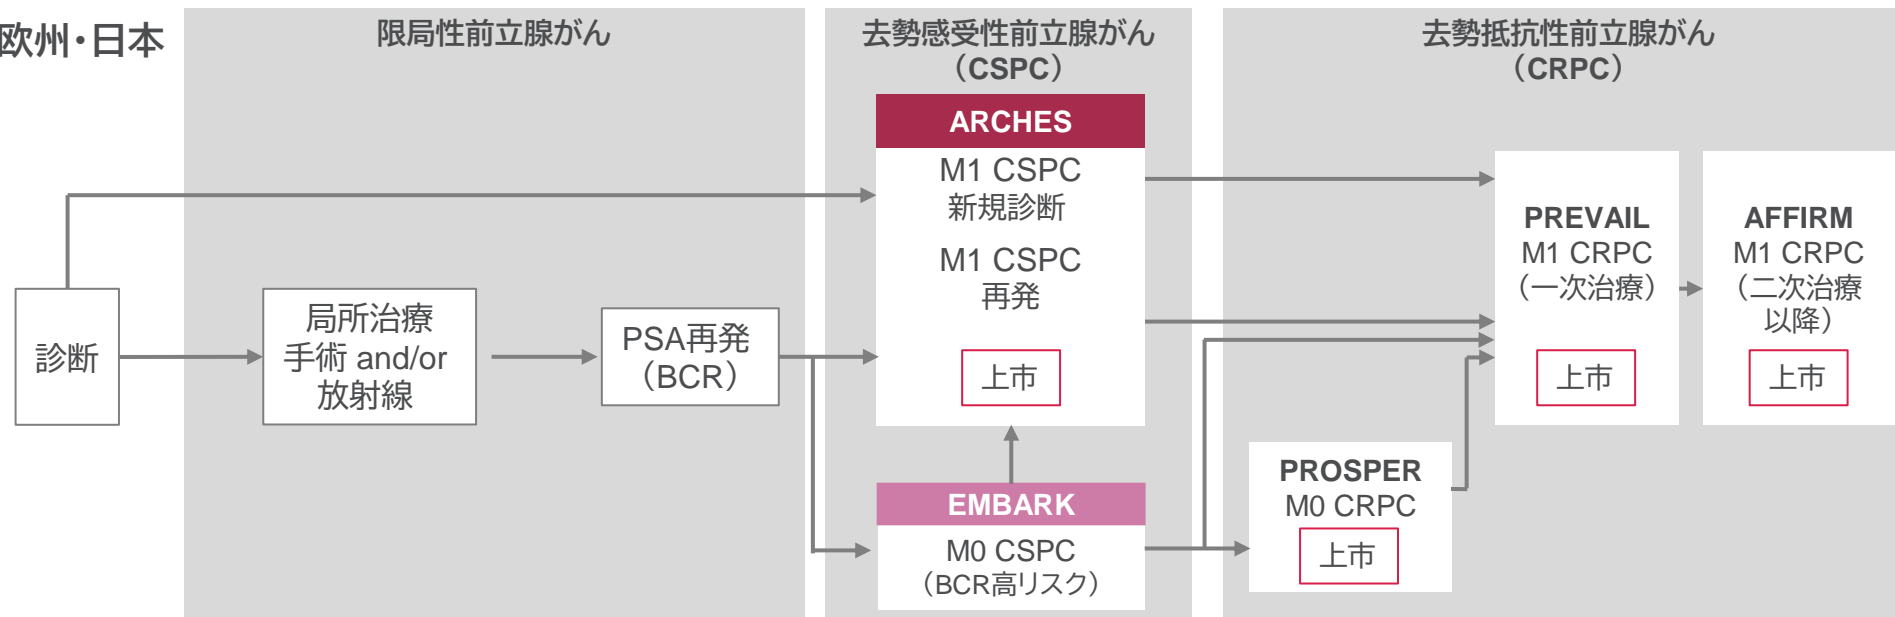 欧州・日本
限局性前立腺がん
去勢感受性前立腺がん
（CSPC）
去勢抵抗性前立腺がん
（CRPC）
診断
局所治療
手術 and/or
放射線
PSA再発
（BCR）
ARCHES
M1 CSPC
新規診断
M1 CSPC
再発
上市
EMBARK
M0 CSPC
（BCR高リスク）
PROSPER
M0 CRPC
上市
PREVAIL
M1 CRPC
（一次治療）
上市
AFFIRM
M1 CRPC
（二次治療
以降）
上市